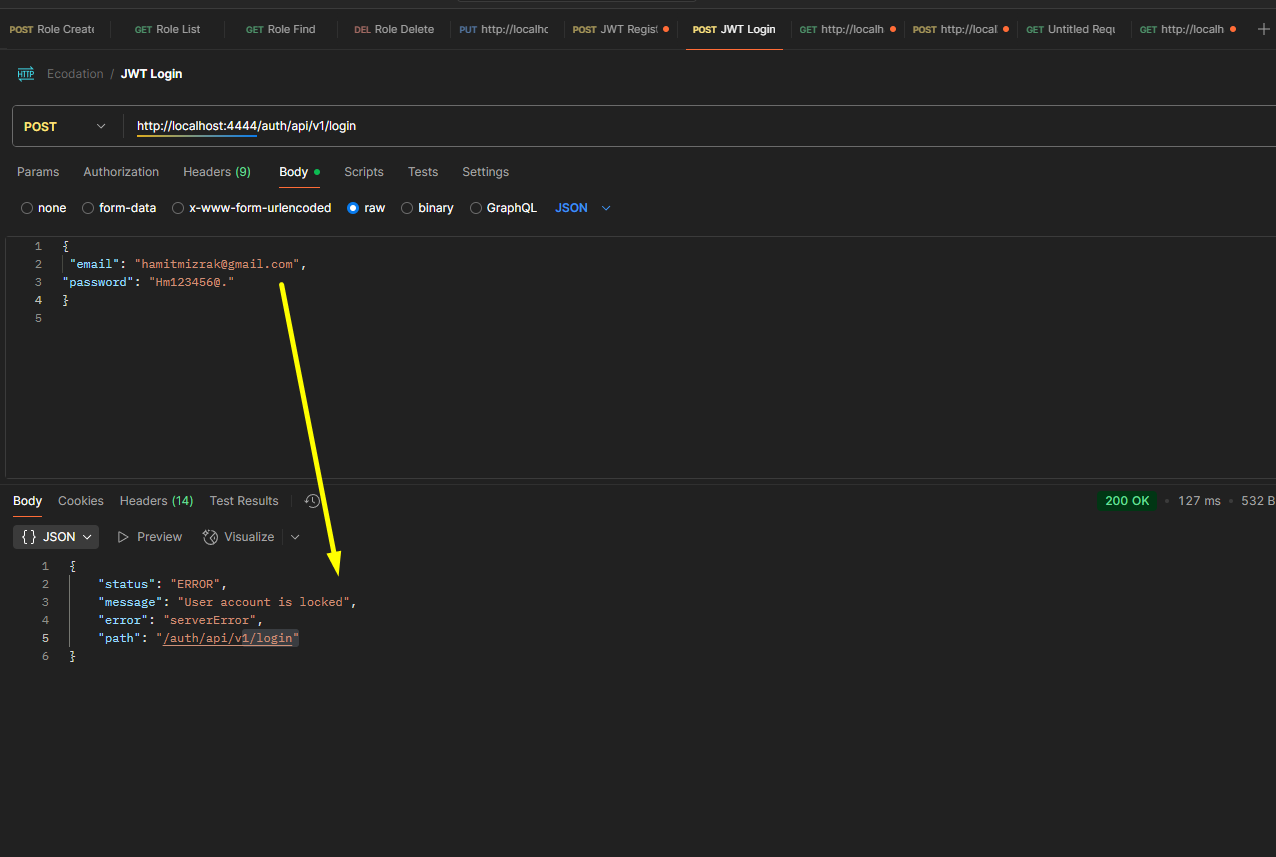 POST Role Create GET Role List GET Role Find DEL Role Delete PUT http://localho POST JWT Regist POST JWT Login GET http://localh POST http://local GET Untitled Requ GET http://localh
HTTP Ecodation / JWT Login
POST http://localhost:4444/auth/api/v1/login
Params Authorization Headers (9) Body Scripts Tests Settings
none form-data x-www-form-urlencoded raw binary GraphQL JSON
1 {
2 "email": "hamitmizrak@gmail.com",
3 "password": "Hm123456@."
4 }
5
Body Cookies Headers (14) Test Results 200 OK • 127 ms • 532 B
{} JSON Preview Visualize
1 {
2 "status": "ERROR",
3 "message": "User account is locked",
4 "error": "serverError",
5 "path": "/auth/api/v1/login"
6 }